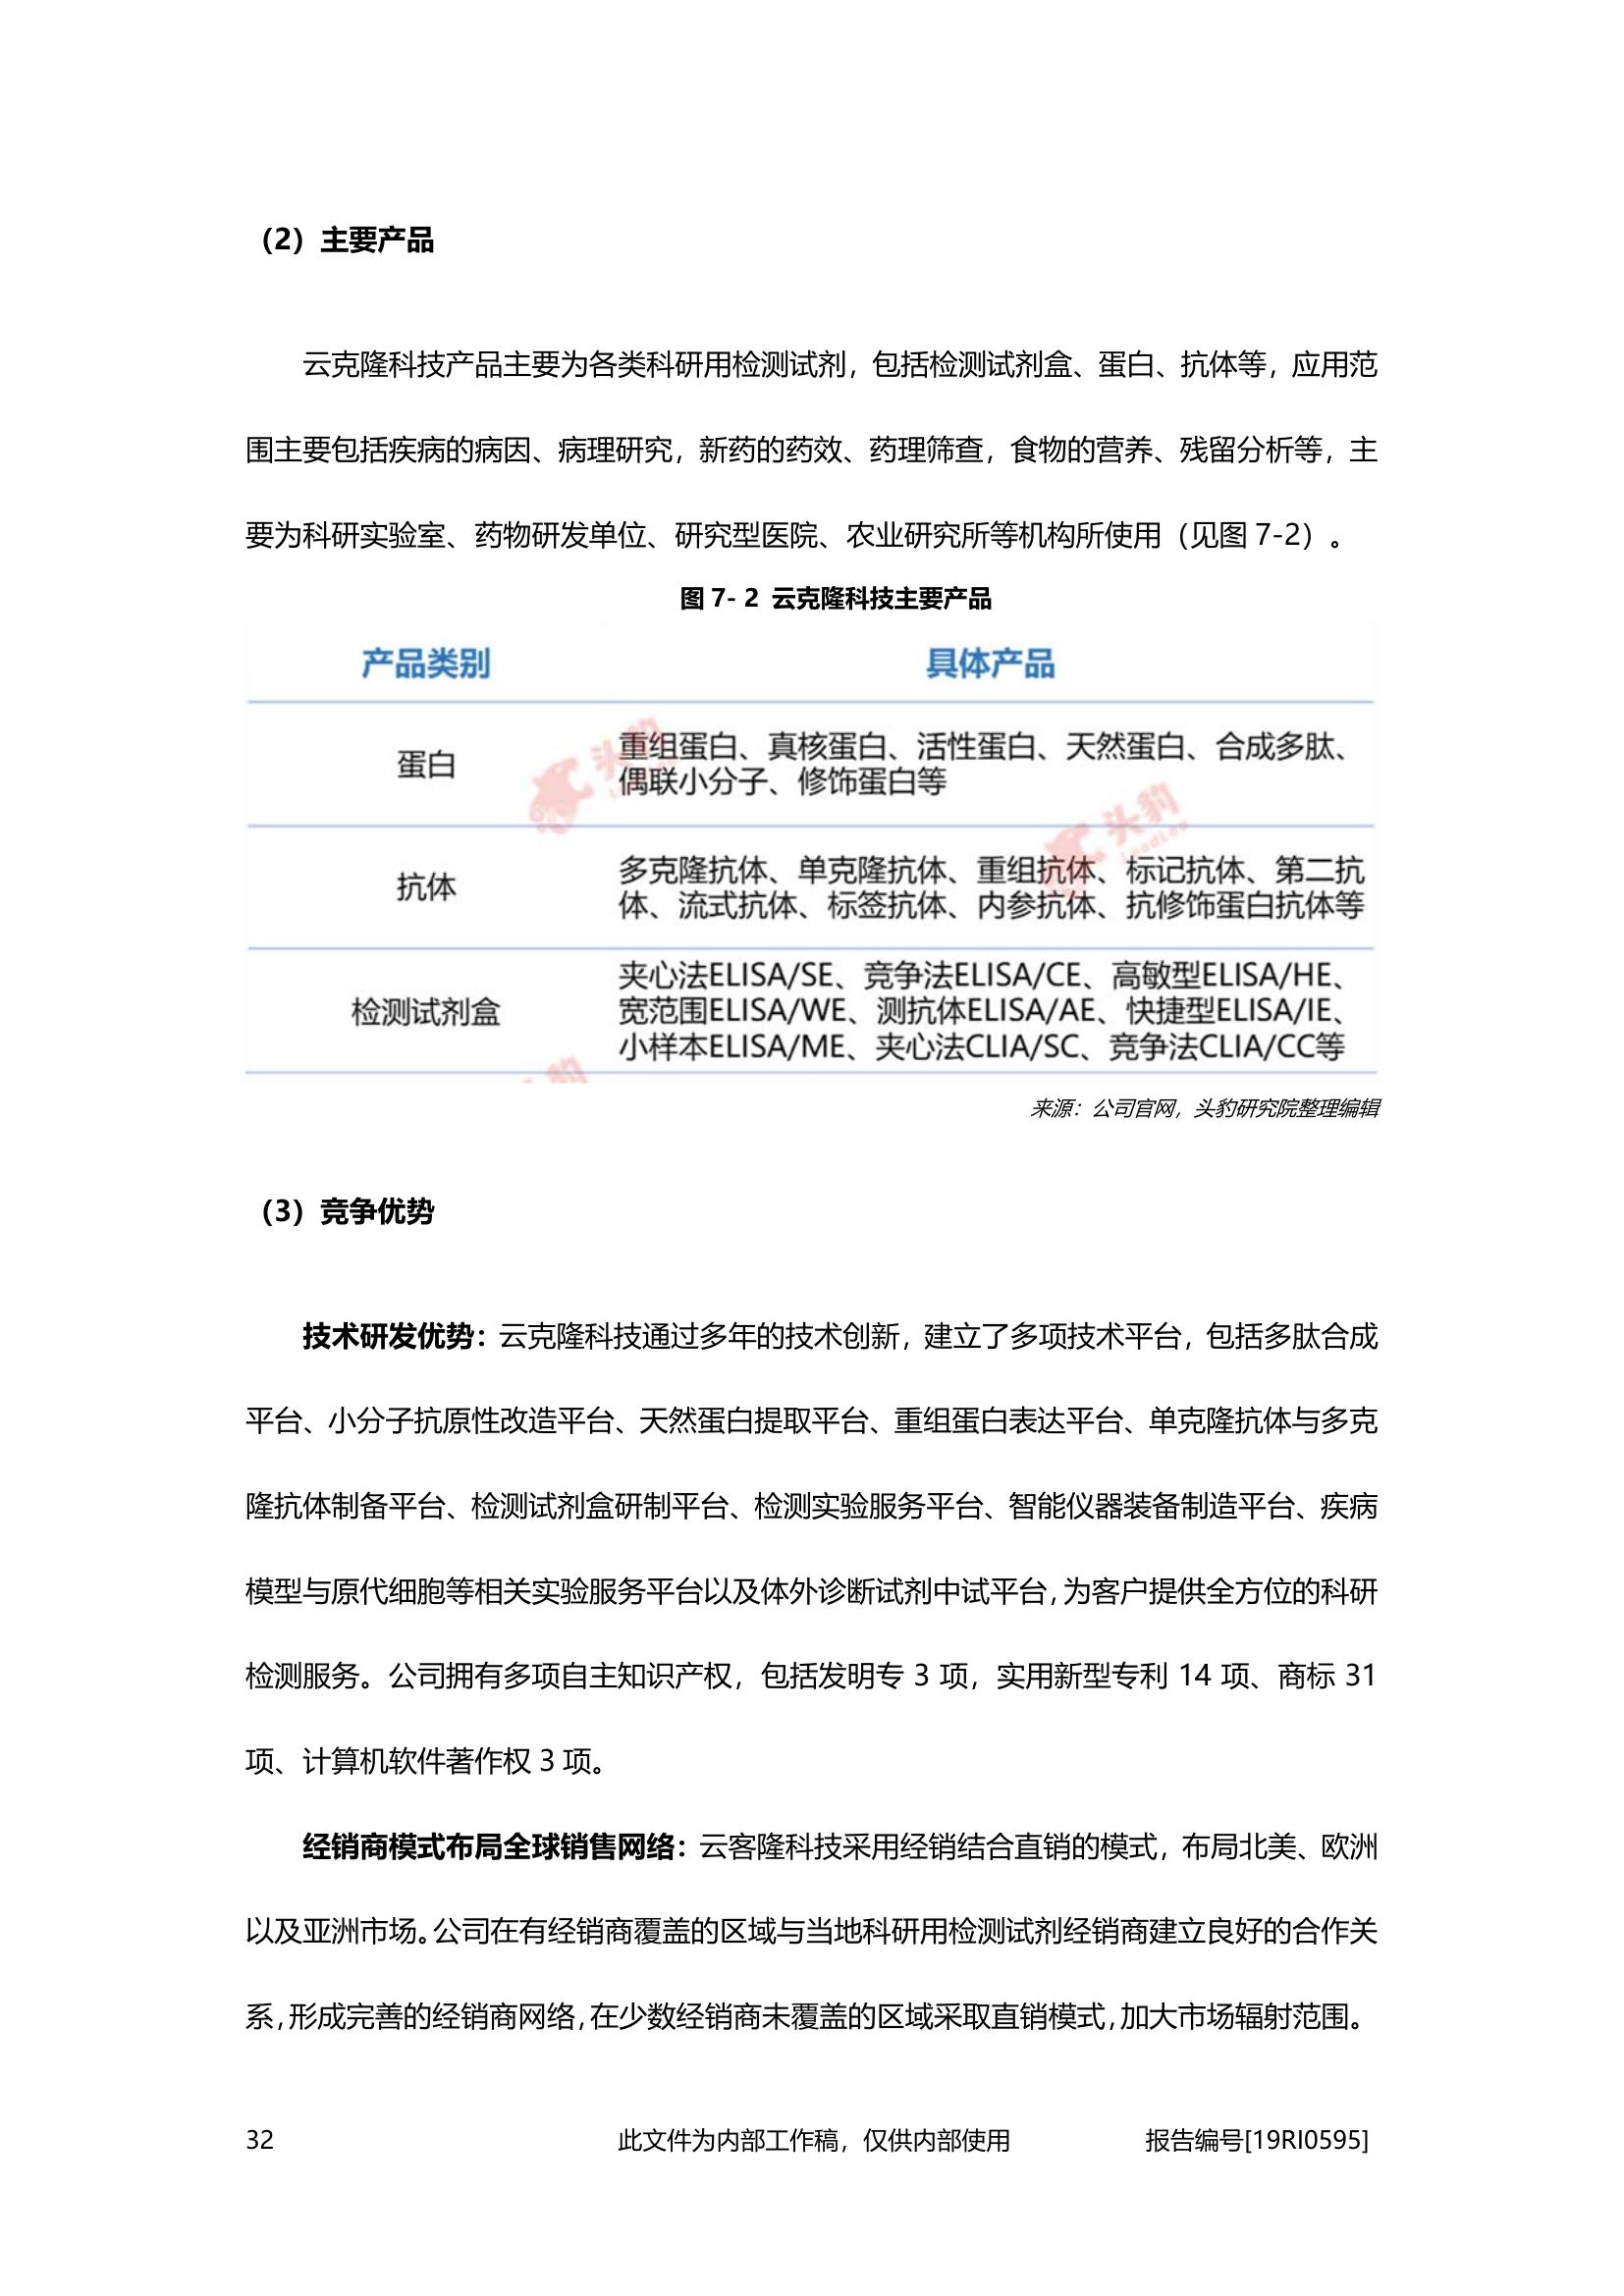 （2）主要产品
云克隆科技产品主要为各类科研用检测试剂，包括检测试剂盒、蛋白、抗体等，应用范
围主要包括疾病的病因、病理研究，新药的药效、药理筛查，食物的营养、残留分析等，主
要为科研实验室、药物研发单位、研究型医院、农业研究所等机构所使用（见图 7-2）。
图 7- 2 云克隆科技主要产品
产品类别 具体产品
蛋白 重组蛋白、真核蛋白、活性蛋白、天然蛋白、合成多肽、
偶联小分子、修饰蛋白等
抗体 多克隆抗体、单克隆抗体、重组抗体、标记抗体、第二抗
体、流式抗体、标签抗体、内参抗体、抗修饰蛋白抗体等
检测试剂盒 夹心法ELISA/SE、竞争法ELISA/CE、高敏型ELISA/HE、
宽范围ELISA/WE、测抗体ELISA/AE、快捷型ELISA/IE、
小样本ELISA/ME、夹心法CLIA/SC、竞争法CLIA/CC等
头豹
LeadLeo
头豹
LeadLeo
头豹
来源：公司官网，头豹研究院整理编辑
（3）竞争优势
技术研发优势：云克隆科技通过多年的技术创新，建立了多项技术平台，包括多肽合成
平台、小分子抗原性改造平台、天然蛋白提取平台、重组蛋白表达平台、单克隆抗体与多克
隆抗体制备平台、检测试剂盒研制平台、检测实验服务平台、智能仪器装备制造平台、疾病
模型与原代细胞等相关实验服务平台以及体外诊断试剂中试平台，为客户提供全方位的科研
检测服务。公司拥有多项自主知识产权，包括发明专 3 项，实用新型专利 14 项、商标 31
项、计算机软件著作权 3 项。
经销商模式布局全球销售网络：云客隆科技采用经销结合直销的模式，布局北美、欧洲
以及亚洲市场。公司在有经销商覆盖的区域与当地科研用检测试剂经销商建立良好的合作关
系，形成完善的经销商网络，在少数经销商未覆盖的区域采取直销模式，加大市场辐射范围。
32 此文件为内部工作稿，仅供内部使用 报告编号[19RI0595]